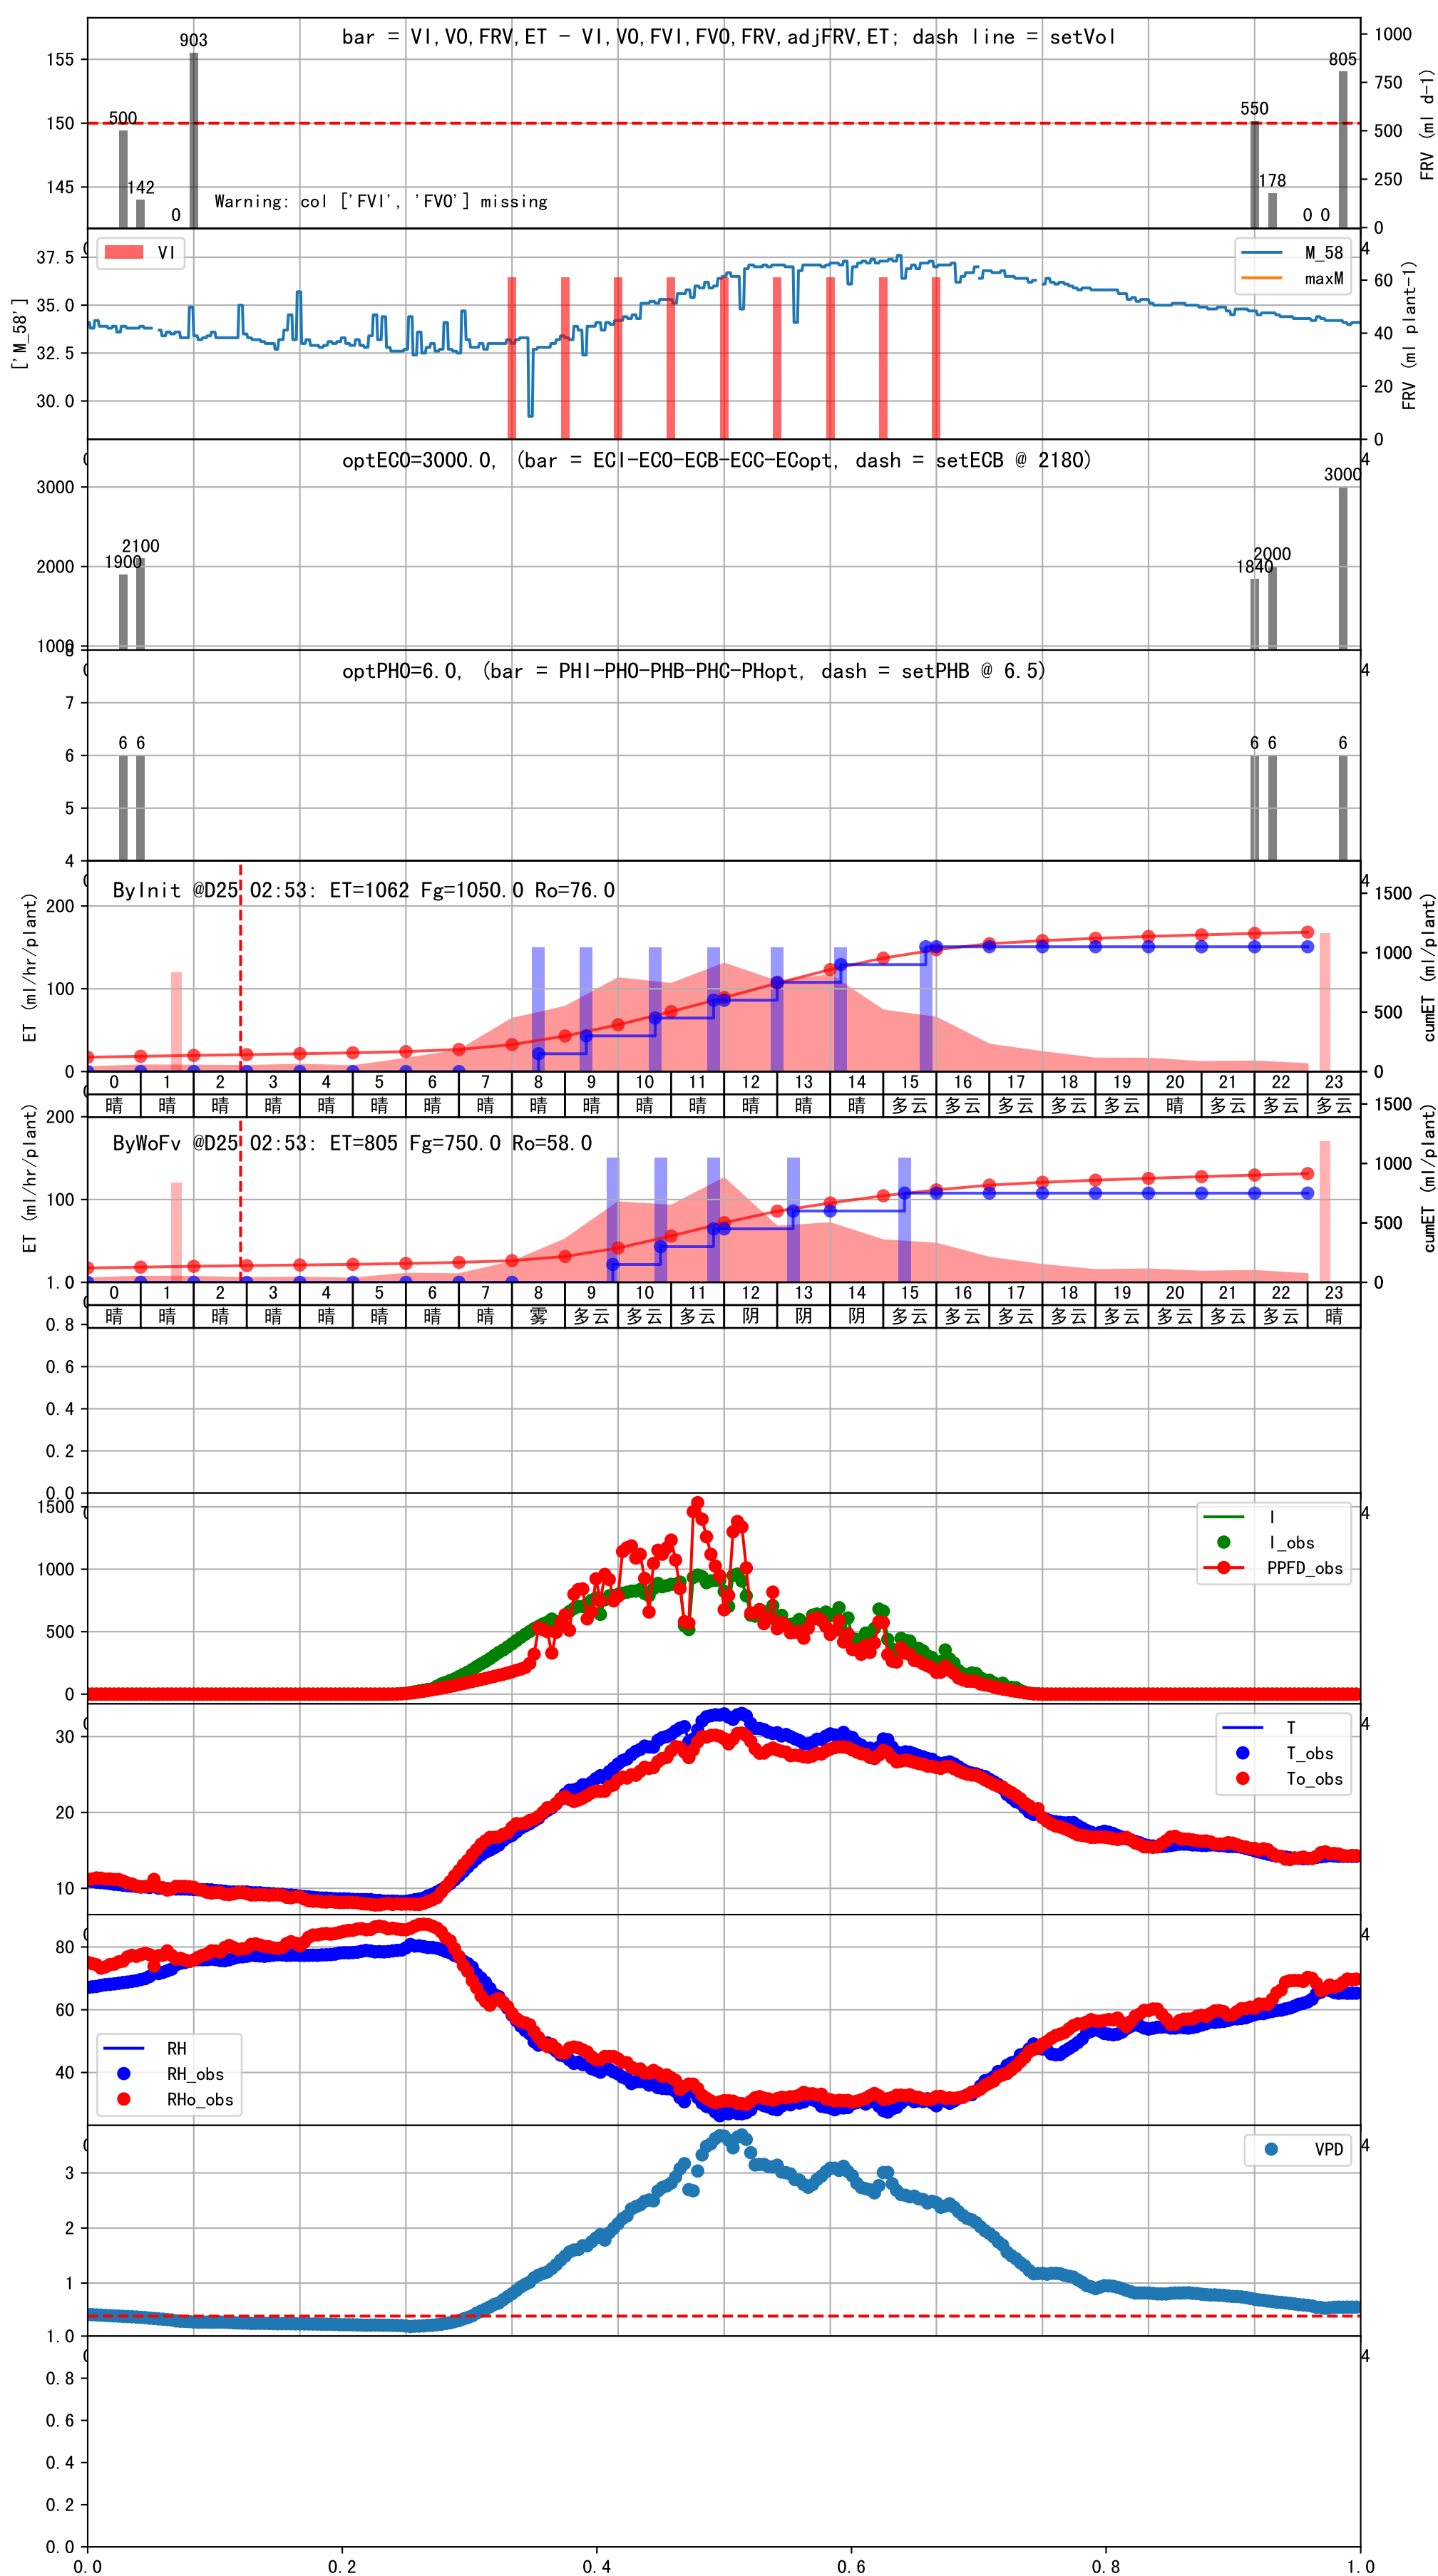 bar = VI,VO,FRV,ET - VI,VO,FVI,FVO,FRV,adjFRV,ET; dash line = setVol
903
500
142
0
550
178
0 0
805
Warning: col ['FVI', 'FVO'] missing
155
150
145
1000
750
500
250
0
FRV (ml d-1)
VI
M_58
maxM
['M_58']
37.5
35.0
32.5
30.0
4
60
40
20
0
FRV (ml plant-1)
optECO=3000.0, (bar = ECI-ECO-ECB-ECC-ECopt, dash = setECB @ 2180)
4
3000
2000
1000
1900
2100
1840
2000
3000
optPHO=6.0, (bar = PHI-PHO-PHB-PHC-PHopt, dash = setPHB @ 6.5)
4
8
7
6
5
4
6 6
6 6
6
ByInit @D25 02:53: ET=1062 Fg=1050.0 Ro=76.0
4
ET (ml/hr/plant)
200
100
0
1500
1000
500
0
cumET (ml/plant)
0 1 2 3 4 5 6 7 8 9 10 11 12 13 14 15 16 17 18 19 20 21 22 23
晴 晴 晴 晴 晴 晴 晴 晴 晴 晴 晴 晴 晴 晴 晴 多云 多云 多云 多云 多云 晴 多云 多云 多云
ByWoFv @D25 02:53: ET=805 Fg=750.0 Ro=58.0
ET (ml/hr/plant)
200
100
1500
1000
500
0
cumET (ml/plant)
0 1 2 3 4 5 6 7 8 9 10 11 12 13 14 15 16 17 18 19 20 21 22 23
晴 晴 晴 晴 晴 晴 晴 晴 雾 多云 多云 多云 阴 阴 阴 多云 多云 多云 多云 多云 多云 多云 多云 晴
1.0
0.8
0.6
0.4
0.2
0.0
1500
1000
500
0
4
I
I_obs
PPFD_obs
30
20
10
4
T
T_obs
To_obs
80
60
40
4
RH
RH_obs
RHo_obs
3
2
1
4
VPD
1.0
0.8
0.6
0.4
0.2
0.0
4
0.0 0.2 0.4 0.6 0.8 1.0